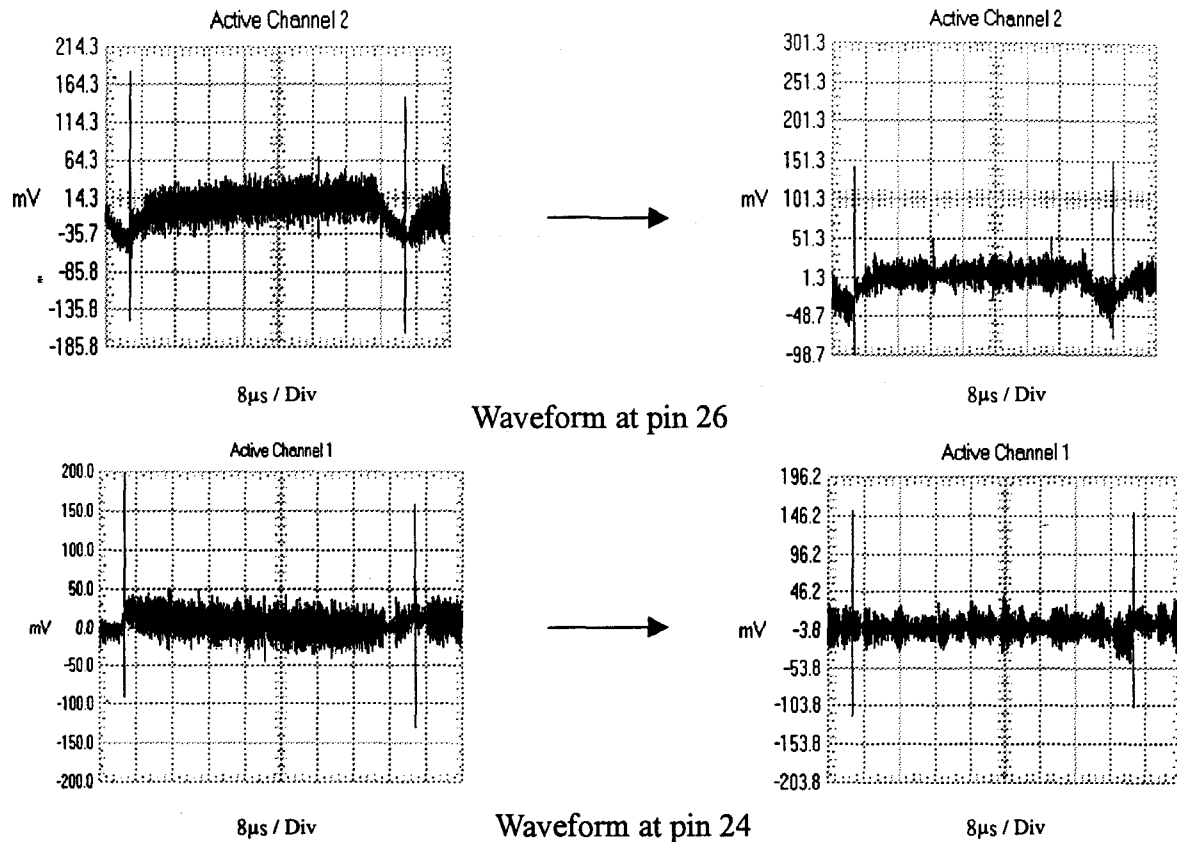 Active Channel 2
214.3
164.3
114.3
64.3
mV 14.3
-35.7
-85.8
-135.8
-185.8
8µs / Div
Active Channel 2
301.3
251.3
201.3
151.3
mV 101.3
51.3
1.3
-48.7
-98.7
8µs / Div
Waveform at pin 26
Active Channel 1
200.0
150.0
100.0
50.0
mV 0.0
-50.0
-100.0
-150.0
-200.0
8µs / Div
Active Channel 1
196.2
146.2
96.2
46.2
mV -3.8
-53.8
-103.8
-153.8
-203.8
8µs / Div
Waveform at pin 24